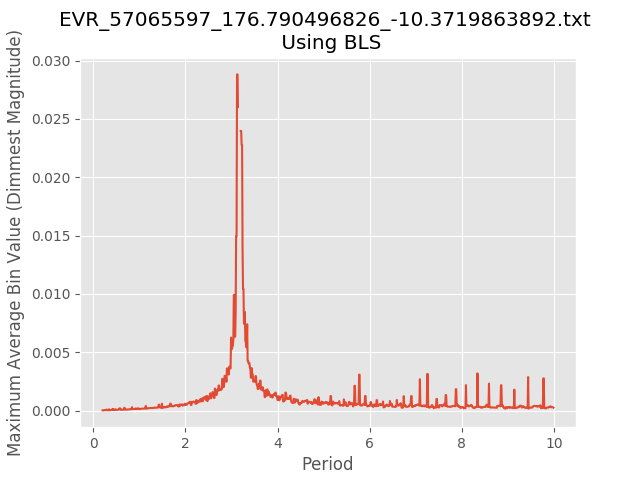 EVR_57065597_176.790496826_-10.3719863892.txt
Using BLS
Maximum Average Bin Value (Dimmest Magnitude)
0.030
0.025
0.020
0.015
0.010
0.005
0.000
0 2 4 6 8 10
Period